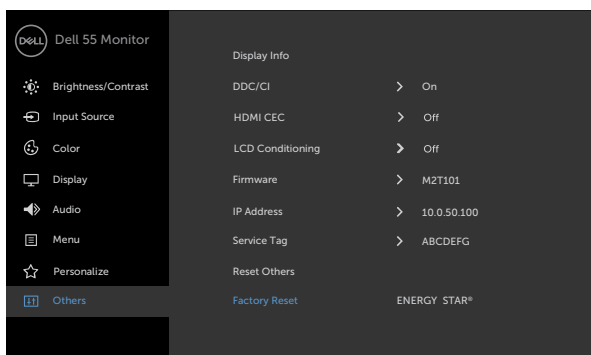 DELL Dell 55 Monitor
Brightness/Contrast
Input Source
Color
Display
Audio
Menu
Personalize
Others
Display Info
DDC/CI > On
HDMI CEC > Off
LCD Conditioning > Off
Firmware > M2T101
IP Address > 10.0.50.100
Service Tag > ABCDEFG
Reset Others
Factory Reset ENERGY STAR®